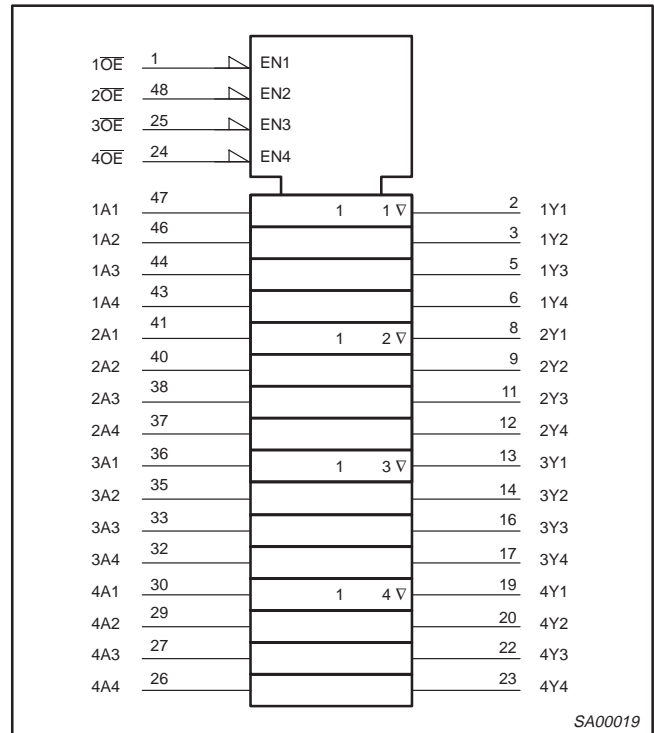 1O̅E̅ 1 EN1
2O̅E̅ 48 EN2
3O̅E̅ 25 EN3
4O̅E̅ 24 EN4
1A1 47 1 1 ∇ 2 1Y1
1A2 46 3 1Y2
1A3 44 5 1Y3
1A4 43 6 1Y4
2A1 41 1 2 ∇ 8 2Y1
2A2 40 9 2Y2
2A3 38 11 2Y3
2A4 37 12 2Y4
3A1 36 1 3 ∇ 13 3Y1
3A2 35 14 3Y2
3A3 33 16 3Y3
3A4 32 17 3Y4
4A1 30 1 4 ∇ 19 4Y1
4A2 29 20 4Y2
4A3 27 22 4Y3
4A4 26 23 4Y4
SA00019